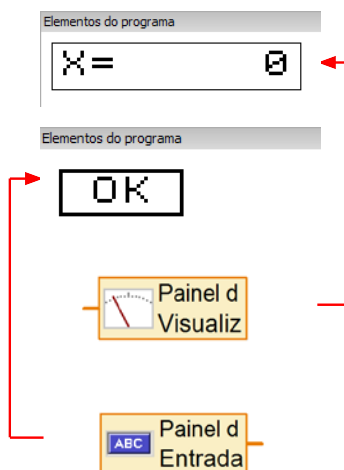 Elementos do programa
X= 0
Elementos do programa
OK
Painel d
Visualiz
ABC
Painel d
Entrada